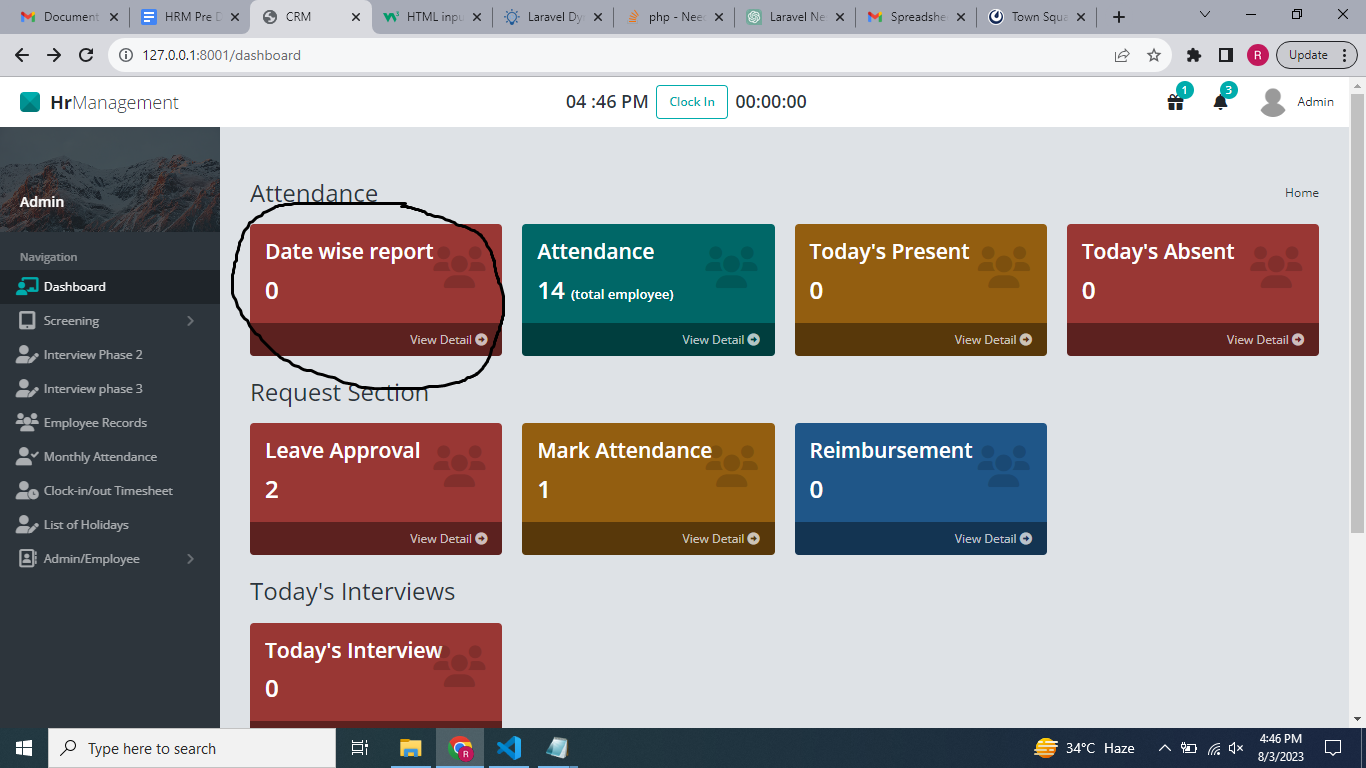 Document
HRM Pre D
CRM
HTML inpu
Laravel Dy
php - Need
Laravel Ne
Spreadshe
Town Squa
127.0.0.1:8001/dashboard
R
Update
HrManagement
04 :46 PM
Clock In
00:00:00
1
3
Admin
Admin
Navigation
Dashboard
Screening
Interview Phase 2
Interview phase 3
Employee Records
Monthly Attendance
Clock-in/out Timesheet
List of Holidays
Admin/Employee
Attendance
Home
Date wise report
0
View Detail
Attendance
14 (total employee)
View Detail
Today's Present
0
View Detail
Today's Absent
0
View Detail
Request Section
Leave Approval
2
View Detail
Mark Attendance
1
View Detail
Reimbursement
0
View Detail
Today's Interviews
Today's Interview
0
Type here to search
R
34°C Haze
4:46 PM
8/3/2023